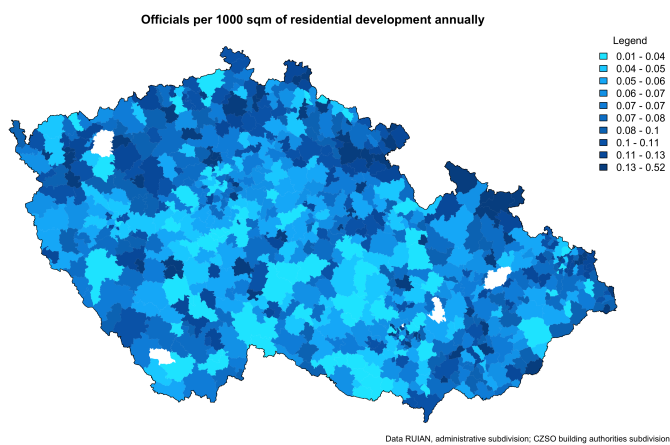 Officials per 1000 sqm of residential development annually
Legend
0.01 - 0.04
0.04 - 0.05
0.05 - 0.06
0.06 - 0.07
0.07 - 0.07
0.07 - 0.08
0.08 - 0.1
0.1 - 0.11
0.11 - 0.13
0.13 - 0.52
Data RUIAN, administrative subdivision; CZSO building authorities subdivision